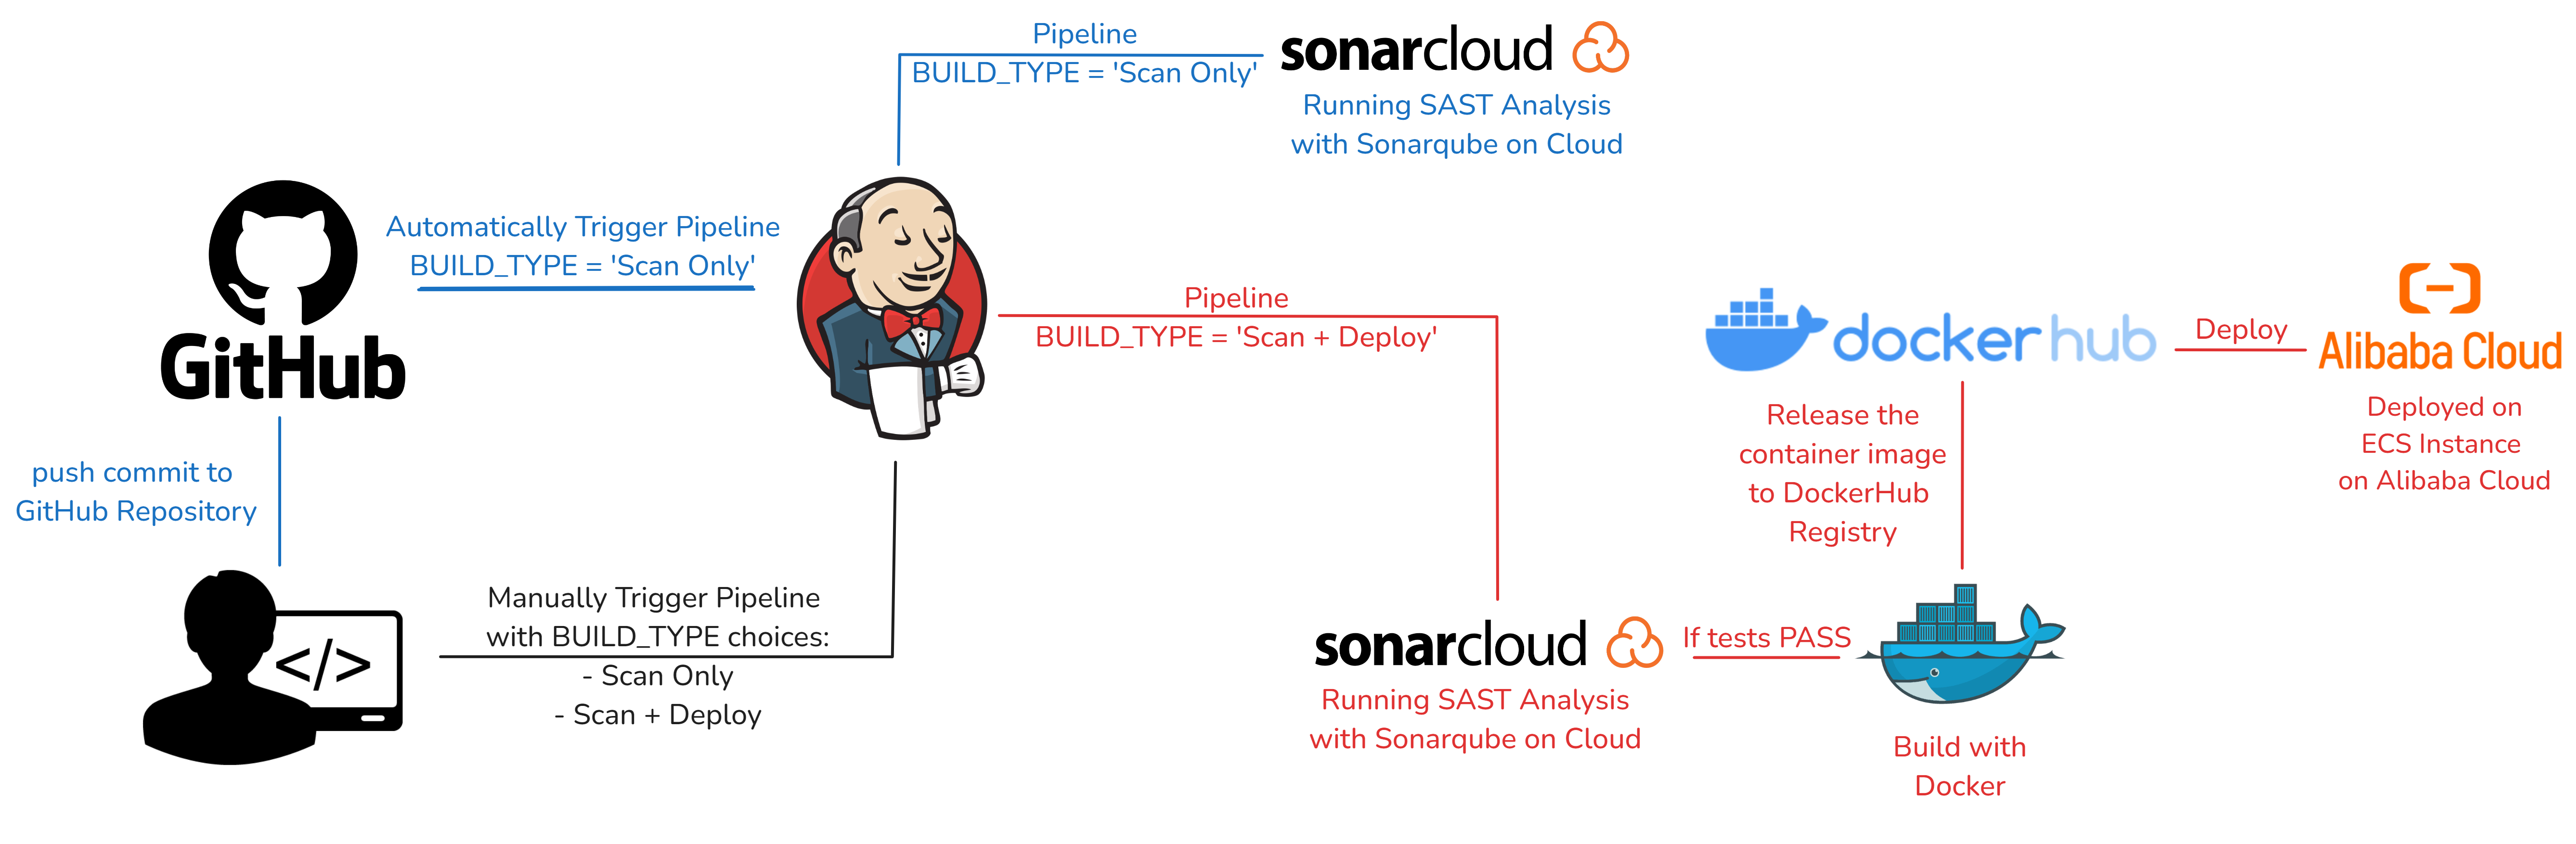 Pipeline
BUILD_TYPE = 'Scan Only'
sonarcloud
Running SAST Analysis
with Sonarqube on Cloud
Automatically Trigger Pipeline
BUILD_TYPE = 'Scan Only'
GitHub
push commit to
GitHub Repository
Manually Trigger Pipeline
with BUILD_TYPE choices:
- Scan Only
- Scan + Deploy
</>
Pipeline
BUILD_TYPE = 'Scan + Deploy'
sonarcloud
Running SAST Analysis
with Sonarqube on Cloud
If tests PASS
Build with
Docker
Release the
container image
to DockerHub
Registry
docker hub
Deploy
Alibaba Cloud
Deployed on
ECS Instance
on Alibaba Cloud